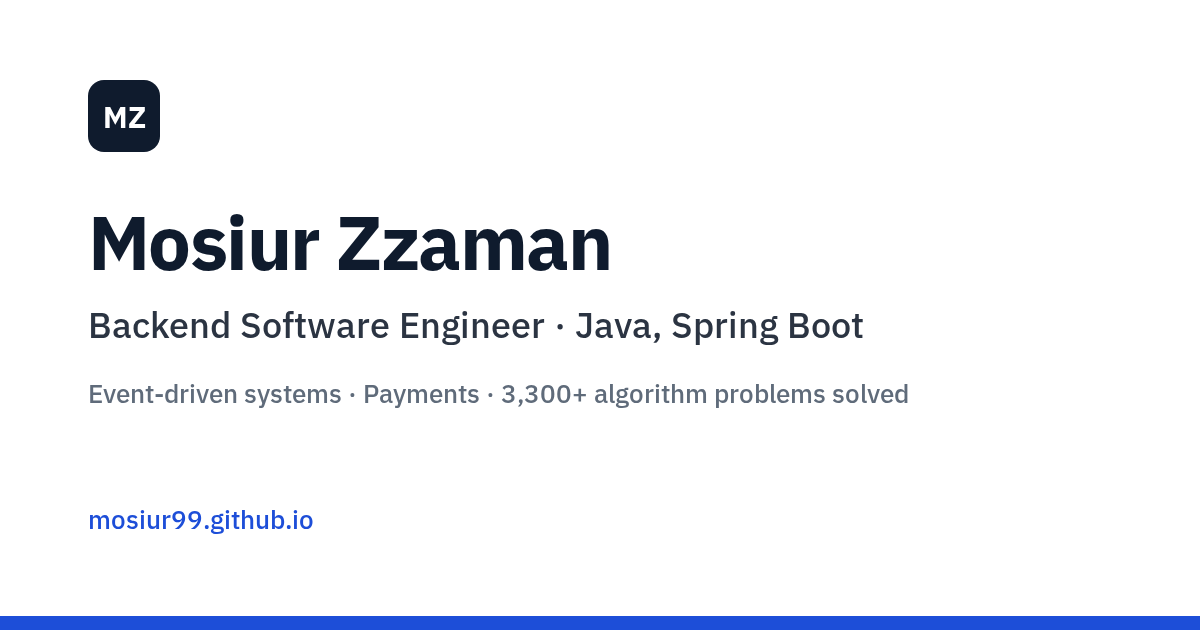 MZ
Mosiur Zzaman
Backend Software Engineer · Java, Spring Boot
Event-driven systems · Payments · 3,300+ algorithm problems solved
mosiur99.github.io